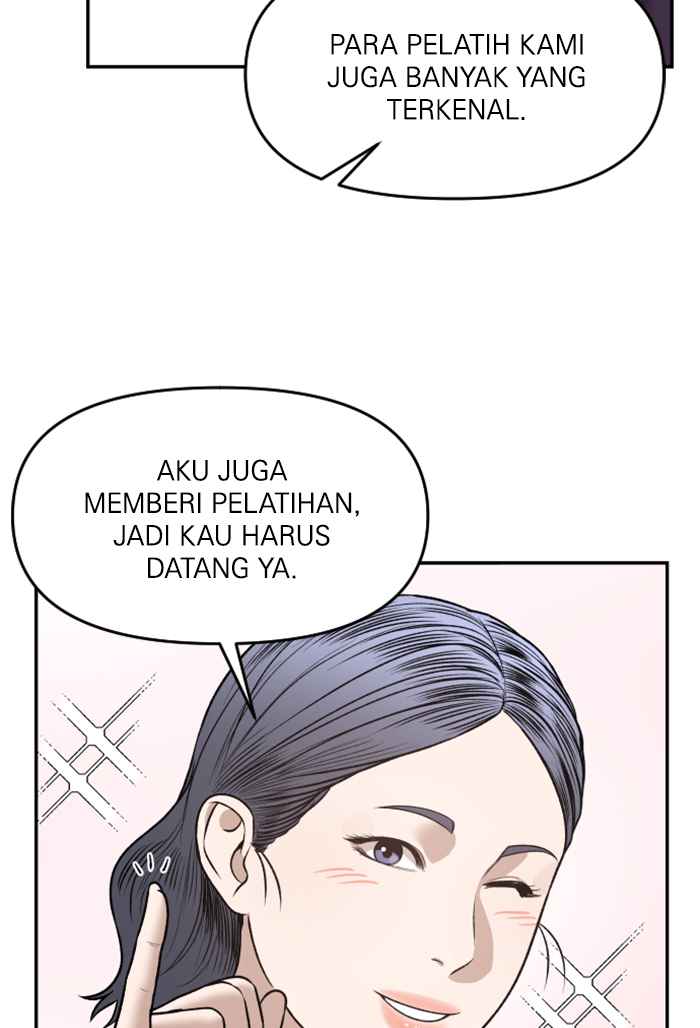 PARA PELATIH KAMI
JUGA BANYAK YANG
TERKENAL.
AKU JUGA
MEMBERI PELATIHAN,
JADI KAU HARUS
DATANG YA.